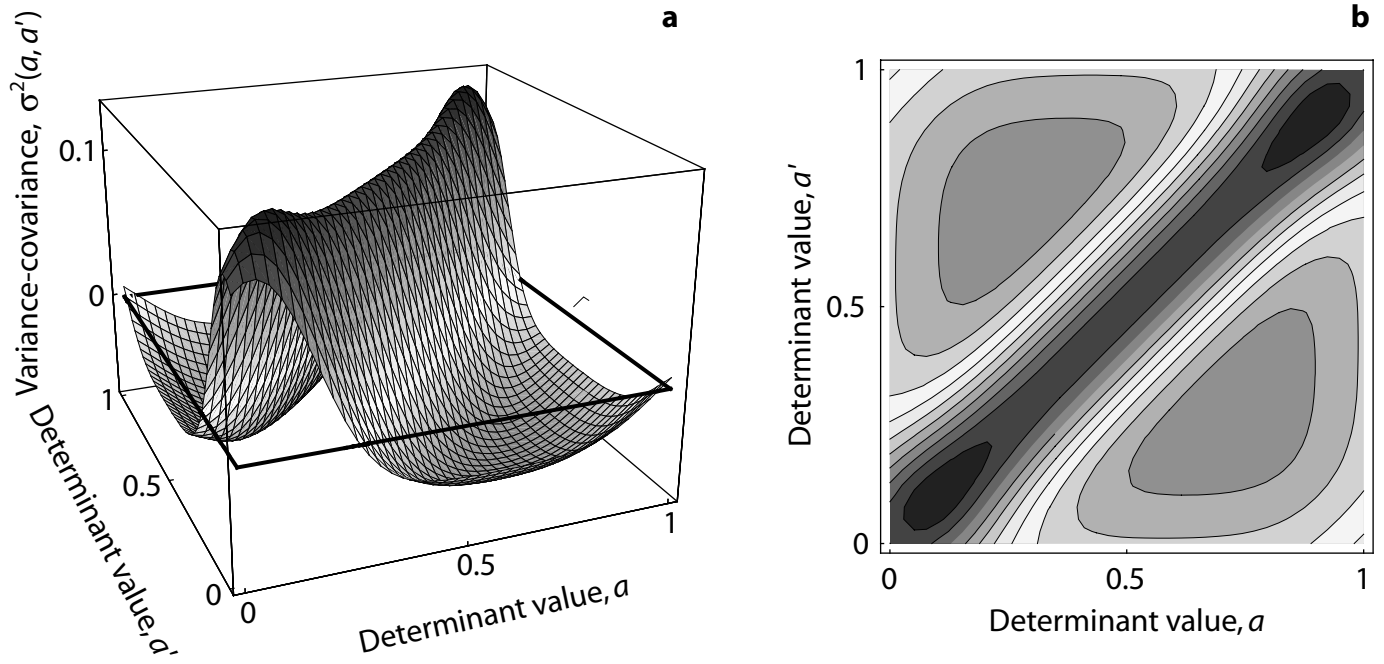 a
Variance-covariance, σ²(a, a′)
0.1
0
1
0.5
0
Determinant value, a′
0
0.5
1
Determinant value, a
b
1
0.5
0
Determinant value, a′
0
0.5
1
Determinant value, a